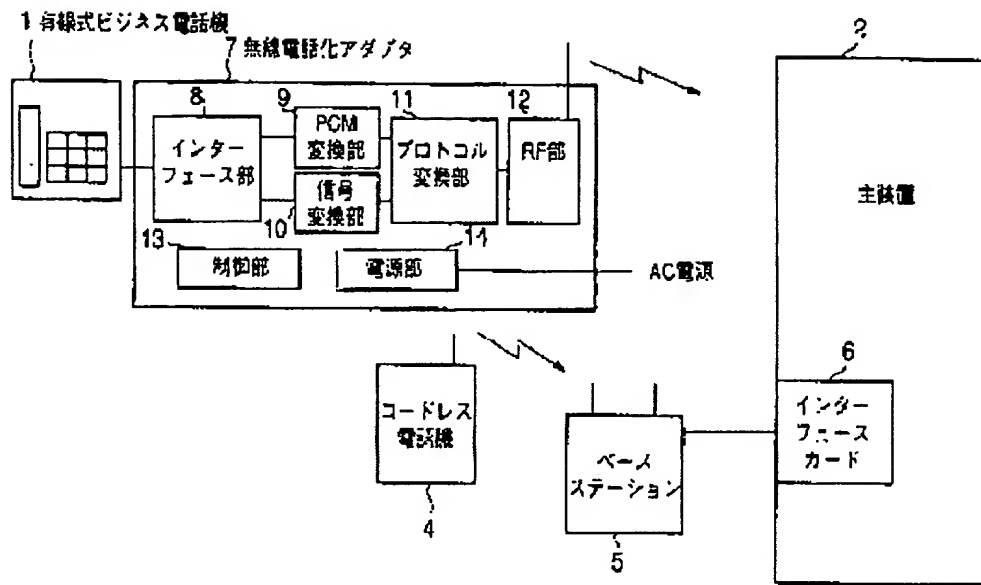 1 有線式ビジネス電話機
7 無線電話化アダプタ
2
8
9
11
12
インター
フェース部
PCM
変換部
プロトコル
変換部
RF部
信号
変換部
10
13
14
制御部
電源部
AC電源
主装置
コードレス
電話機
4
ベース
ステーション
5
6
インター
フェース
カード